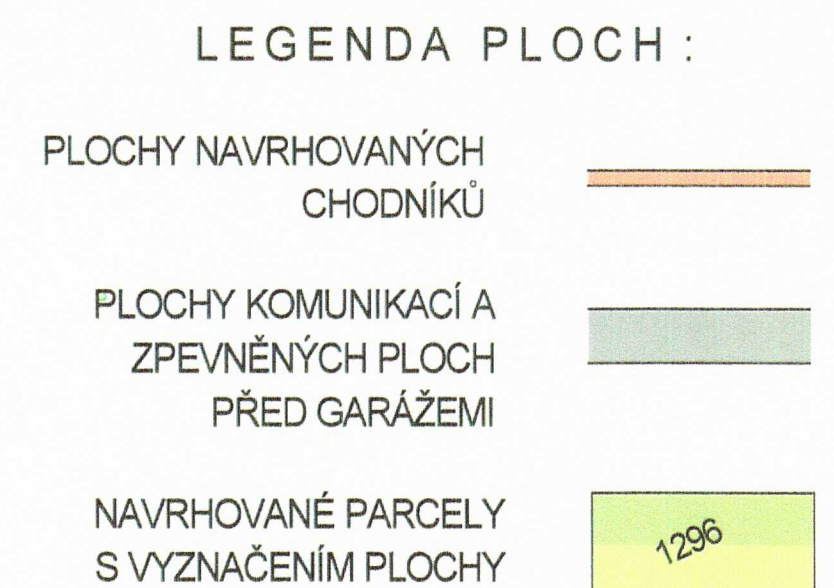 LEGENDA PLOCH :
PLOCHY NAVRHOVANÝCH
CHODNÍKŮ
PLOCHY KOMUNIKACÍ A
ZPEVNĚNÝCH PLOCH
PŘED GARÁŽEMI
NAVRHOVANÉ PARCELY
S VYZNAČENÍM PLOCHY
1296